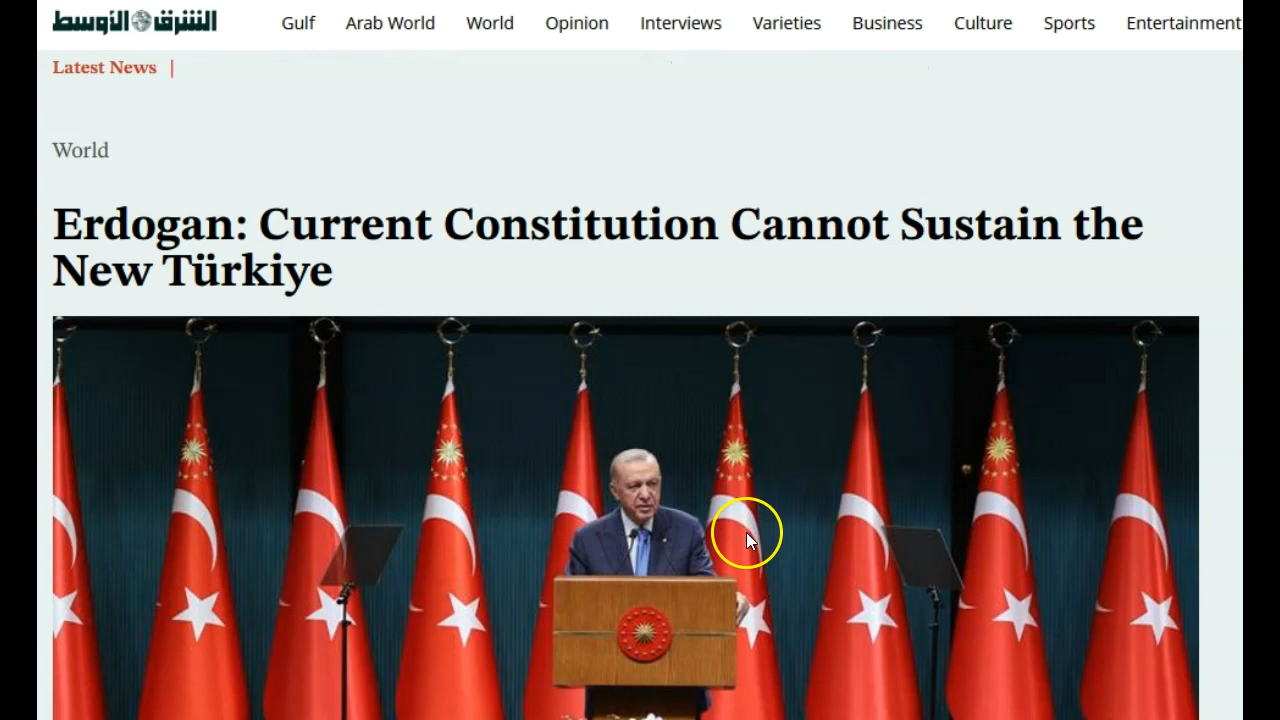 الشرق الأوسط
Gulf Arab World World Opinion Interviews Varieties Business Culture Sports Entertainment
Latest News |
World
Erdogan: Current Constitution Cannot Sustain the
New Türkiye